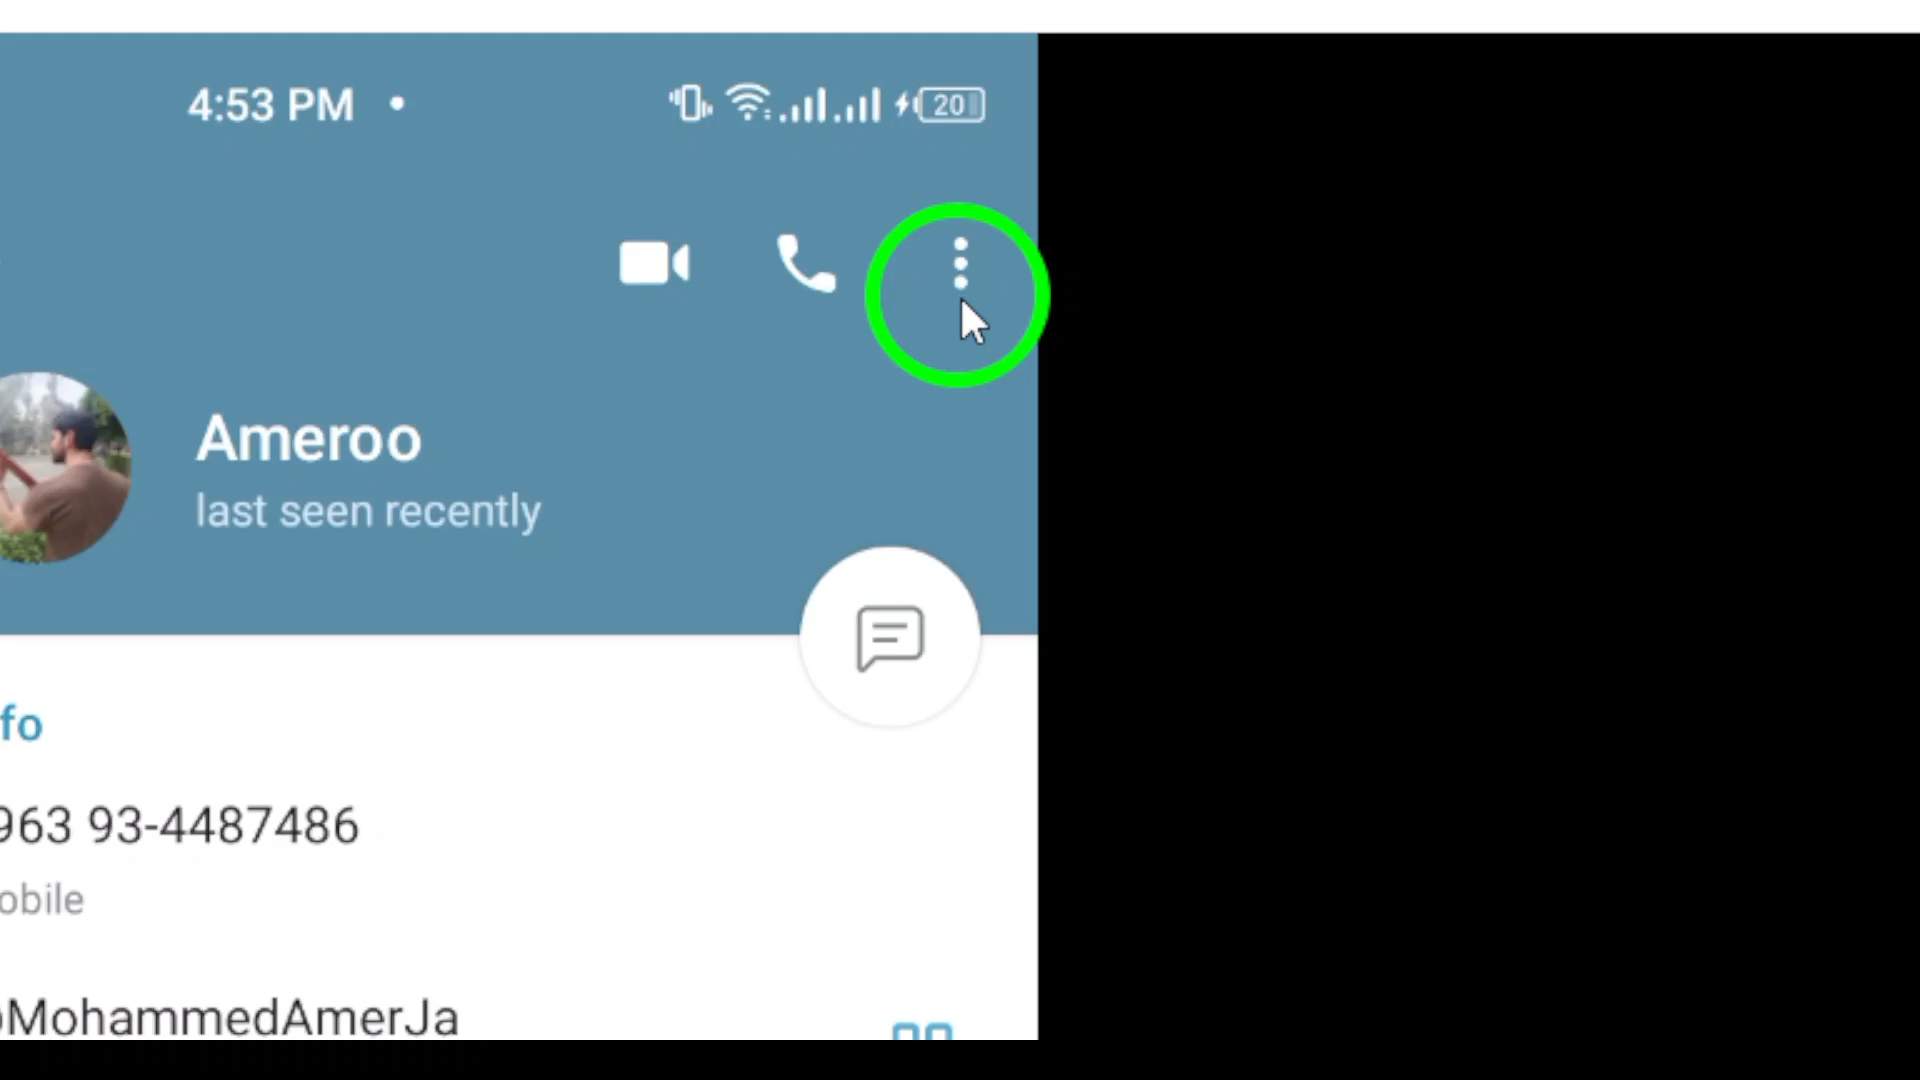 4:53 PM
20
Ameroo
last seen recently
fo
963 93-4487486
obile
MohammedAmerJa